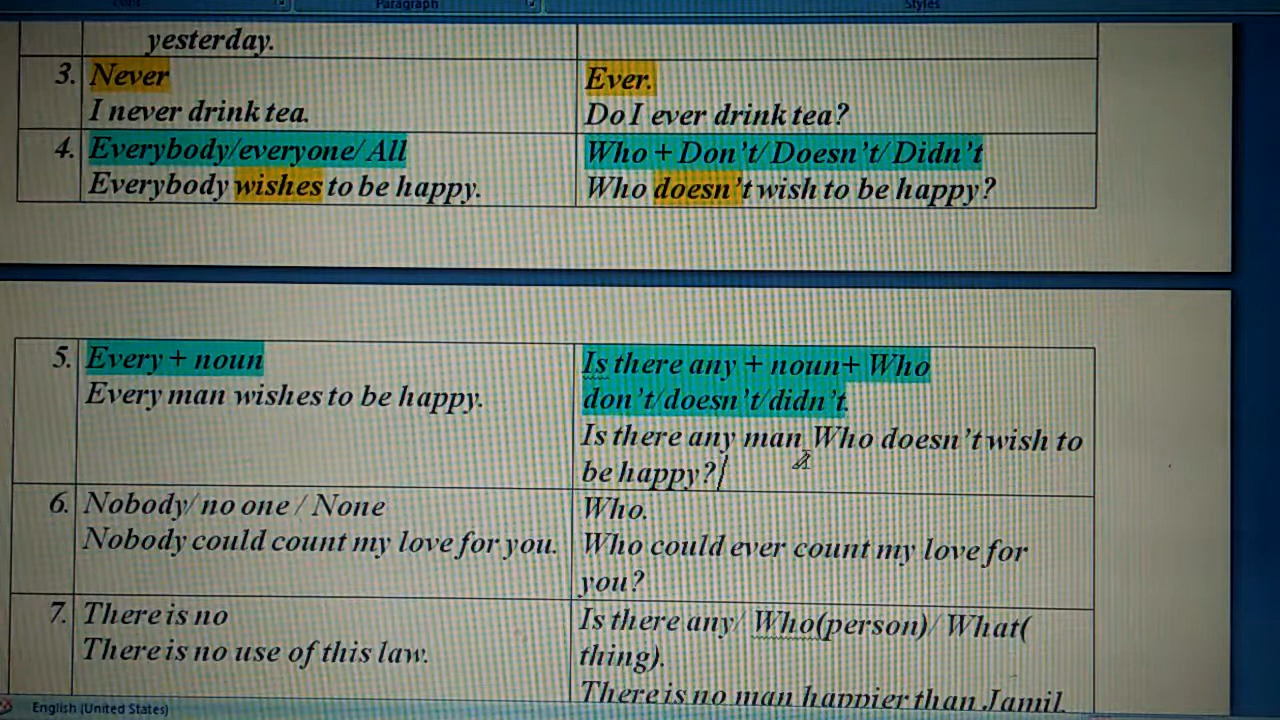 Paragraph
Styles
yesterday.
3. Never
I never drink tea.
Ever.
Do I ever drink tea?
4. Everybody/everyone/ All
Everybody wishes to be happy.
Who + Don't/ Doesn't/ Didn't
Who doesn't wish to be happy?
5. Every + noun
Every man wishes to be happy.
Is there any + noun+ Who
don't/doesn't/didn't.
Is there any man Who doesn't wish to
be happy?
6. Nobody/ no one / None
Nobody could count my love for you.
Who.
Who could ever count my love for
you?
7. There is no
There is no use of this law.
Is there any/ Who(person)/ What(
thing).
There is no man happier than Jamil.
English (United States)